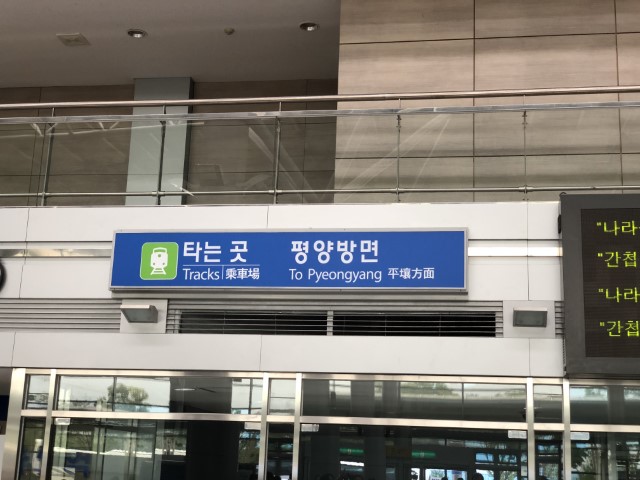 타는 곳 평양방면
Tracks 乘車場 To Pyeongyang 平壤方面
"나라
"간첩
"나라
"간첩